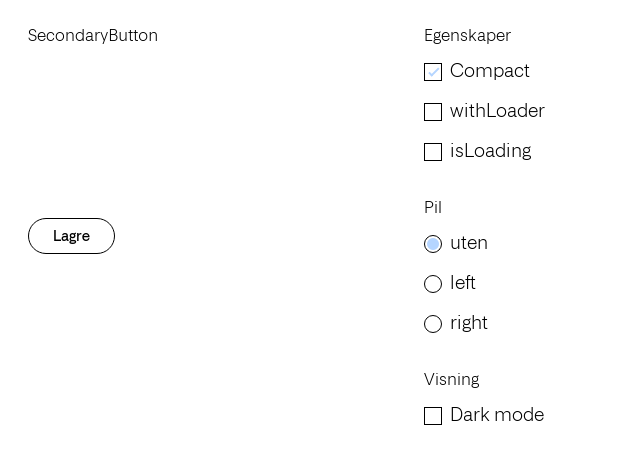 SecondaryButton
Lagre
Egenskaper
Compact
withLoader
isLoading
Pil
uten
left
right
Visning
Dark mode